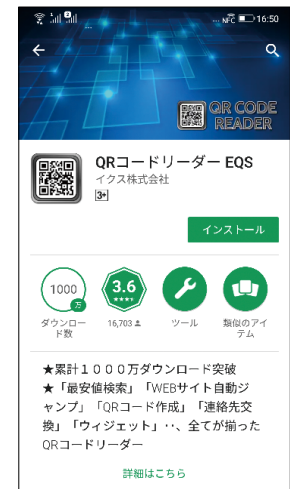 ... NFC 16:50
QR CODE
READER
QRコードリーダー EQS
イクス株式会社
3+
インストール
1000
万
3.6
ダウンロー
ド数
16,703
ツール
類似のアイ
テム
★累計１０００万ダウンロード突破
★「最安値検索」「WEBサイト自動ジ
ャンプ」「QRコード作成」「連絡先交
換」「ウィジェット」‥、全てが揃った
QRコードリーダー
詳細はこちら